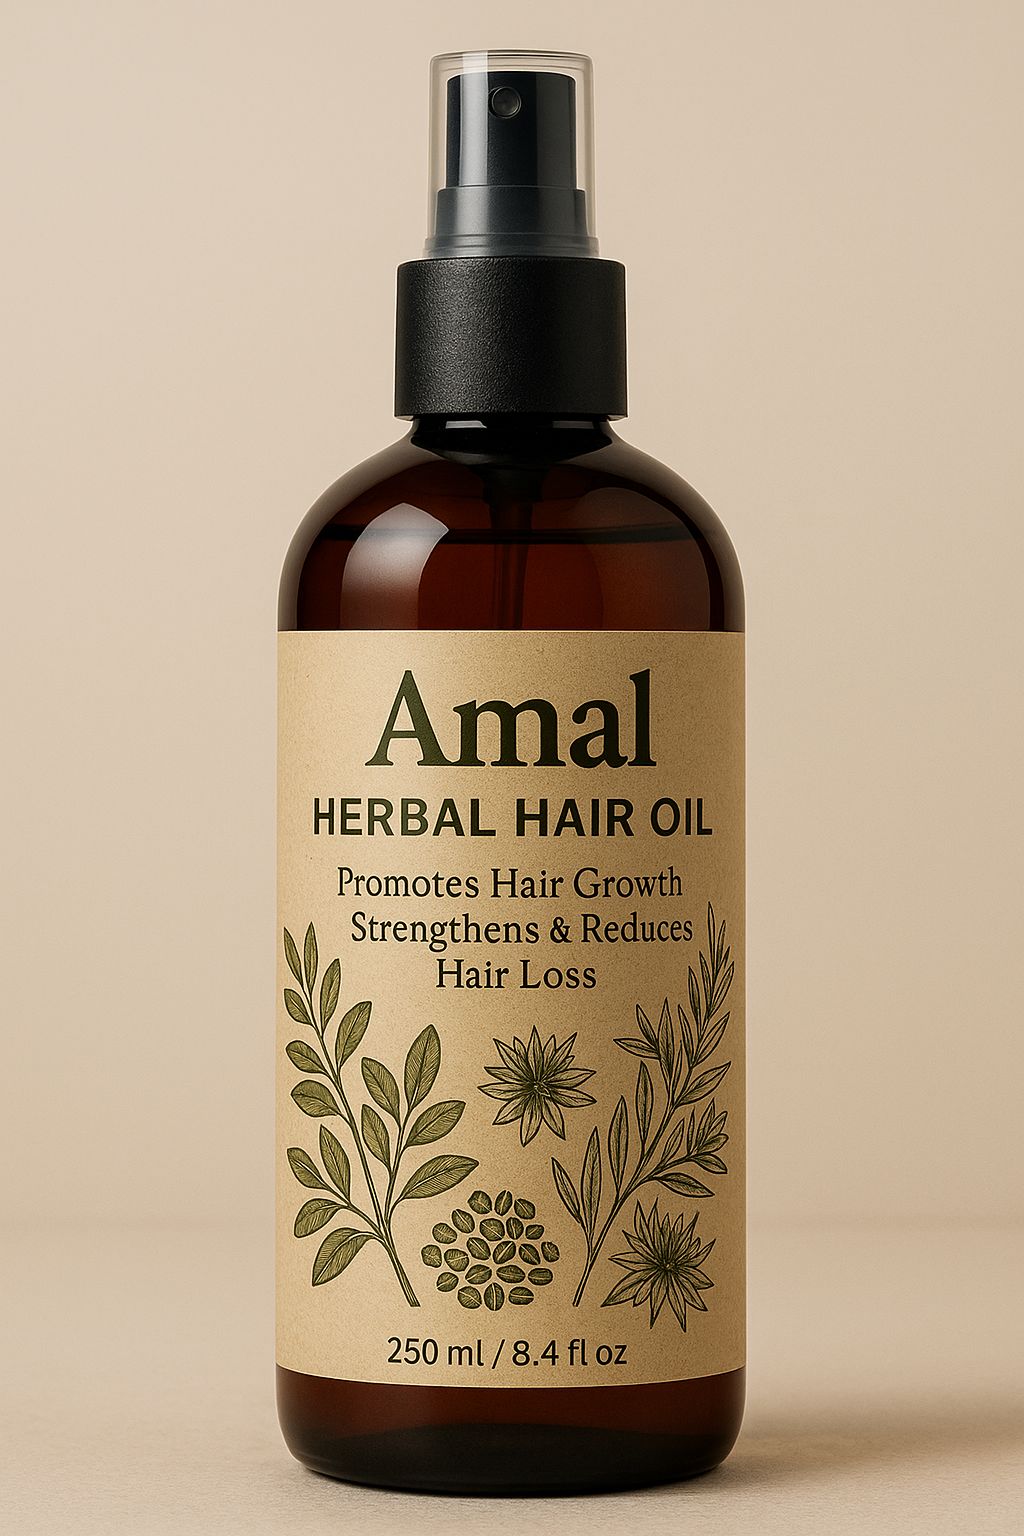 Amal
HERBAL HAIR OIL
Promotes Hair Growth
Strengthens & Reduces
Hair Loss
250 ml / 8.4 fl oz